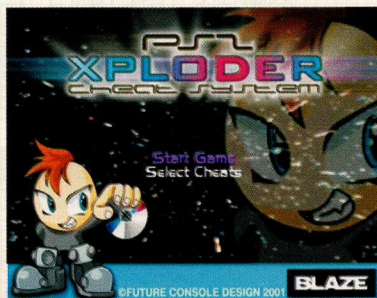 PS2
XPLODER
CHEAT SYSTEM
Start Game
Select Cheats
©FUTURE CONSOLE DESIGN 2001
BLAZE